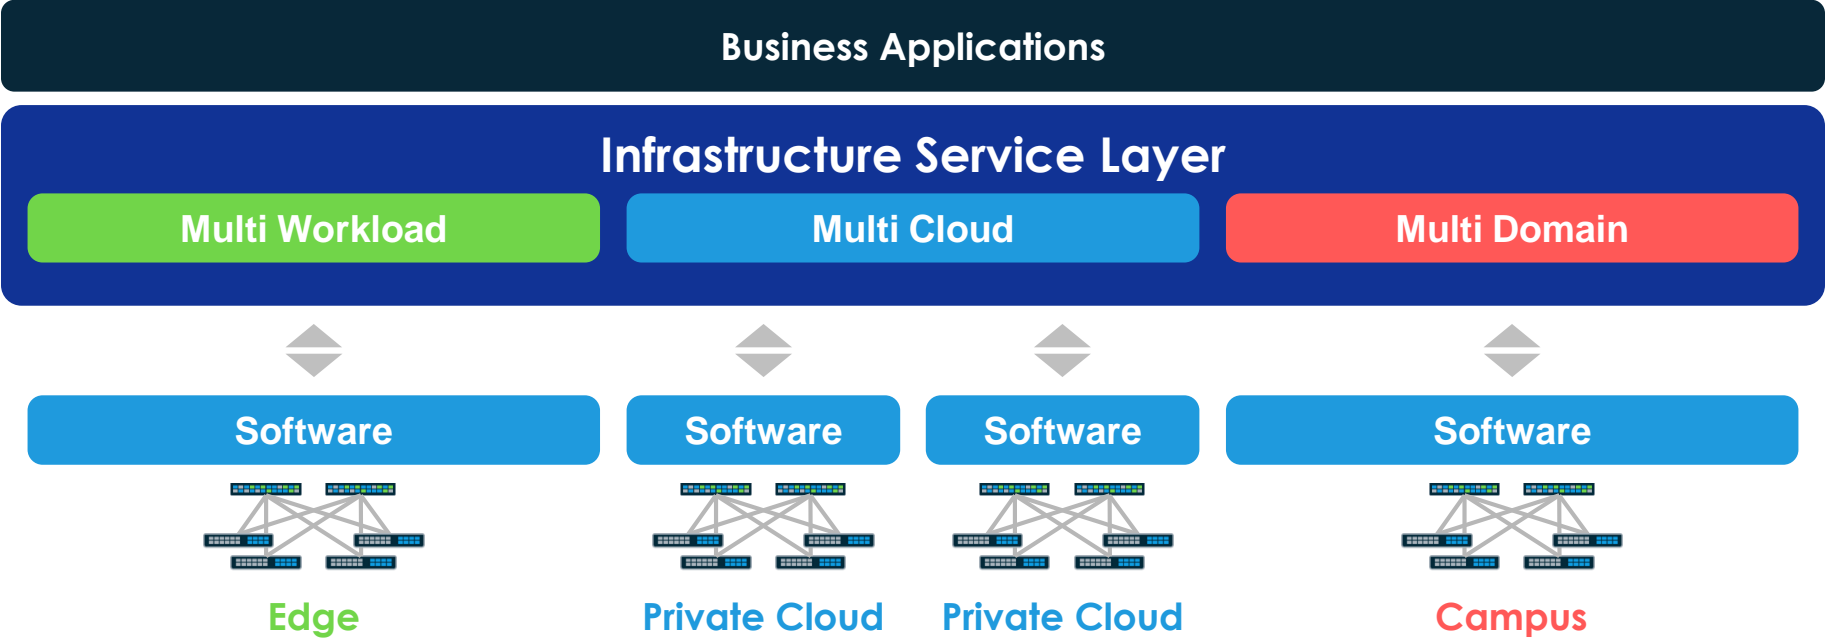 Business Applications
Infrastructure Service Layer
Multi Workload
Multi Cloud
Multi Domain
Software
Software
Software
Software
Edge
Private Cloud
Private Cloud
Campus